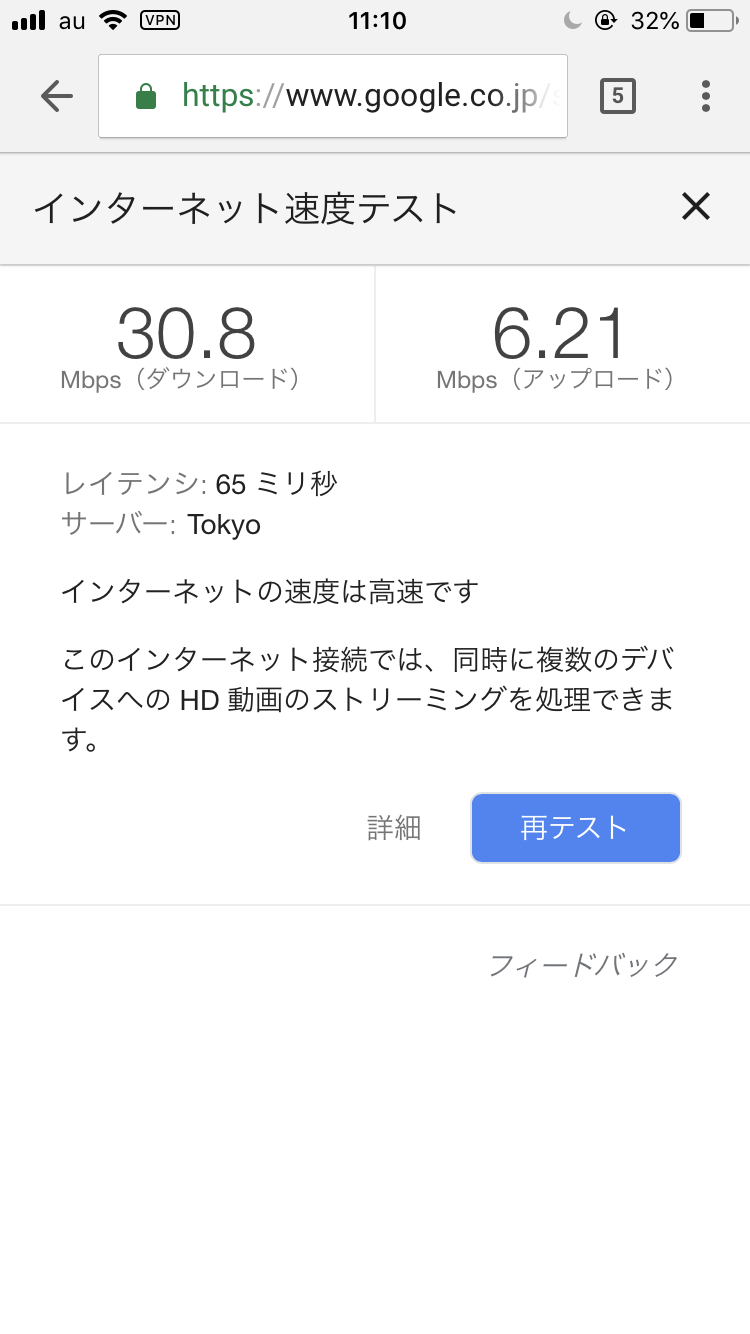 au VPN 11:10 32%
https://www.google.co.jp/s
5
インターネット速度テスト
30.8 6.21
Mbps（ダウンロード） Mbps（アップロード）
レイテンシ: 65 ミリ秒
サーバー: Tokyo
インターネットの速度は高速です
このインターネット接続では、同時に複数のデバ
イスへの HD 動画のストリーミングを処理できま
す。
詳細 再テスト
フィードバック